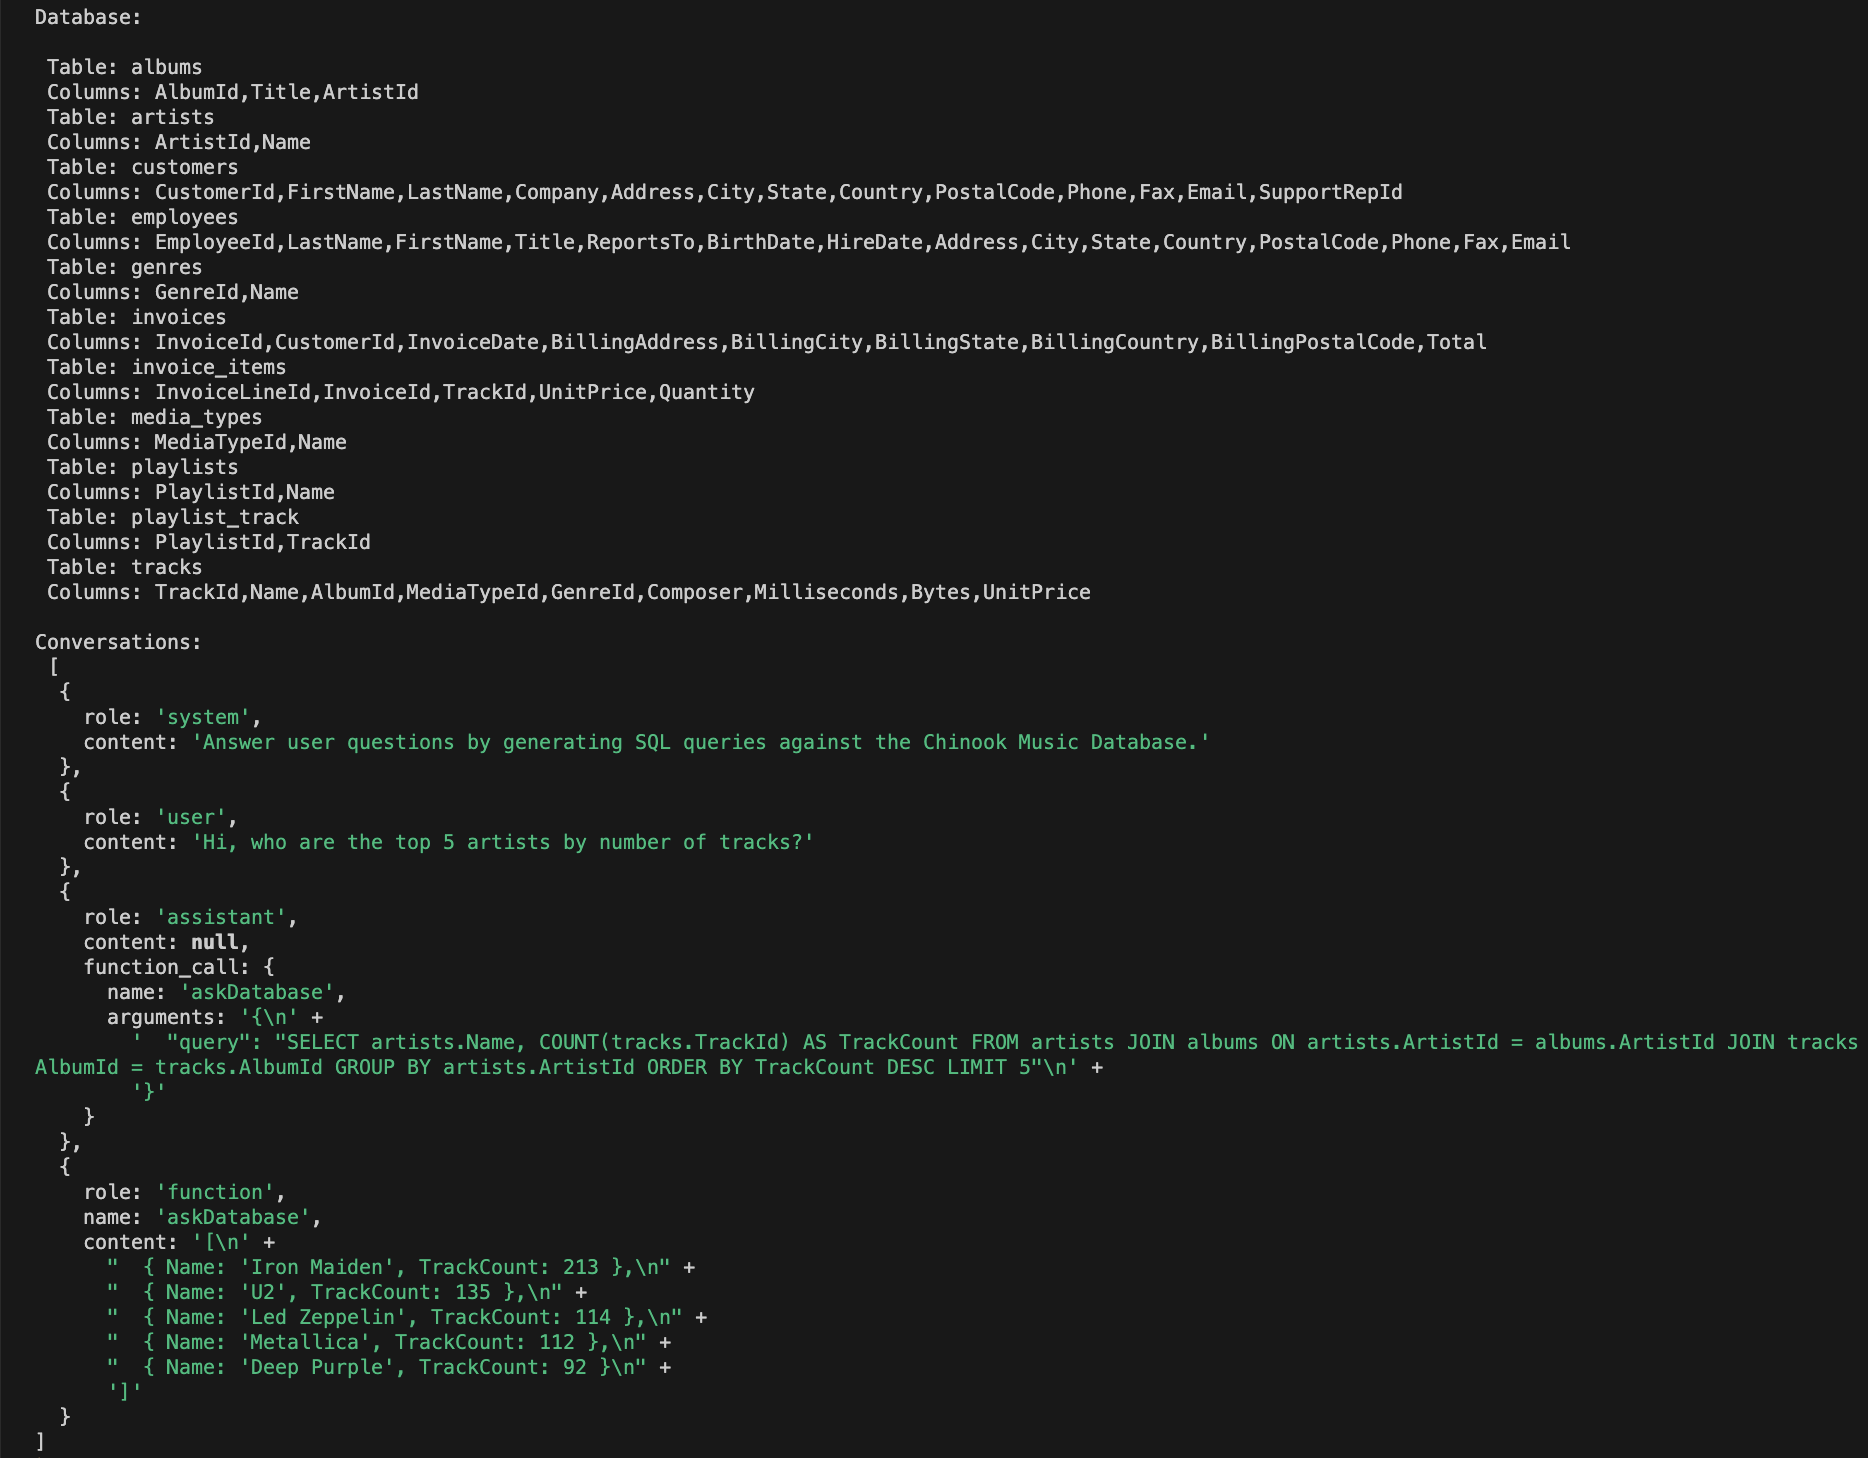 Database:
Table: albums
Columns: AlbumId,Title,ArtistId
Table: artists
Columns: ArtistId,Name
Table: customers
Columns: CustomerId,FirstName,LastName,Company,Address,City,State,Country,PostalCode,Phone,Fax,Email,SupportRepId
Table: employees
Columns: EmployeeId,LastName,FirstName,Title,ReportsTo,BirthDate,HireDate,Address,City,State,Country,PostalCode,Phone,Fax,Email
Table: genres
Columns: GenreId,Name
Table: invoices
Columns: InvoiceId,CustomerId,InvoiceDate,BillingAddress,BillingCity,BillingState,BillingCountry,BillingPostalCode,Total
Table: invoice_items
Columns: InvoiceLineId,InvoiceId,TrackId,UnitPrice,Quantity
Table: media_types
Columns: MediaTypeId,Name
Table: playlists
Columns: PlaylistId,Name
Table: playlist_track
Columns: PlaylistId,TrackId
Table: tracks
Columns: TrackId,Name,AlbumId,MediaTypeId,GenreId,Composer,Milliseconds,Bytes,UnitPrice
Conversations:
[
{
role: 'system',
content: 'Answer user questions by generating SQL queries against the Chinook Music Database.'
},
{
role: 'user',
content: 'Hi, who are the top 5 artists by number of tracks?'
},
{
role: 'assistant',
content: null,
function_call: {
name: 'askDatabase',
arguments: '{\n' +
'  "query": "SELECT artists.Name, COUNT(tracks.TrackId) AS TrackCount FROM artists JOIN albums ON artists.ArtistId = albums.ArtistId JOIN tracks
AlbumId = tracks.AlbumId GROUP BY artists.ArtistId ORDER BY TrackCount DESC LIMIT 5"\n' +
'}'
}
},
{
role: 'function',
name: 'askDatabase',
content: '[\n' +
"  { Name: 'Iron Maiden', TrackCount: 213 },\n" +
"  { Name: 'U2', TrackCount: 135 },\n" +
"  { Name: 'Led Zeppelin', TrackCount: 114 },\n" +
"  { Name: 'Metallica', TrackCount: 112 },\n" +
"  { Name: 'Deep Purple', TrackCount: 92 }\n" +
']'
}
]